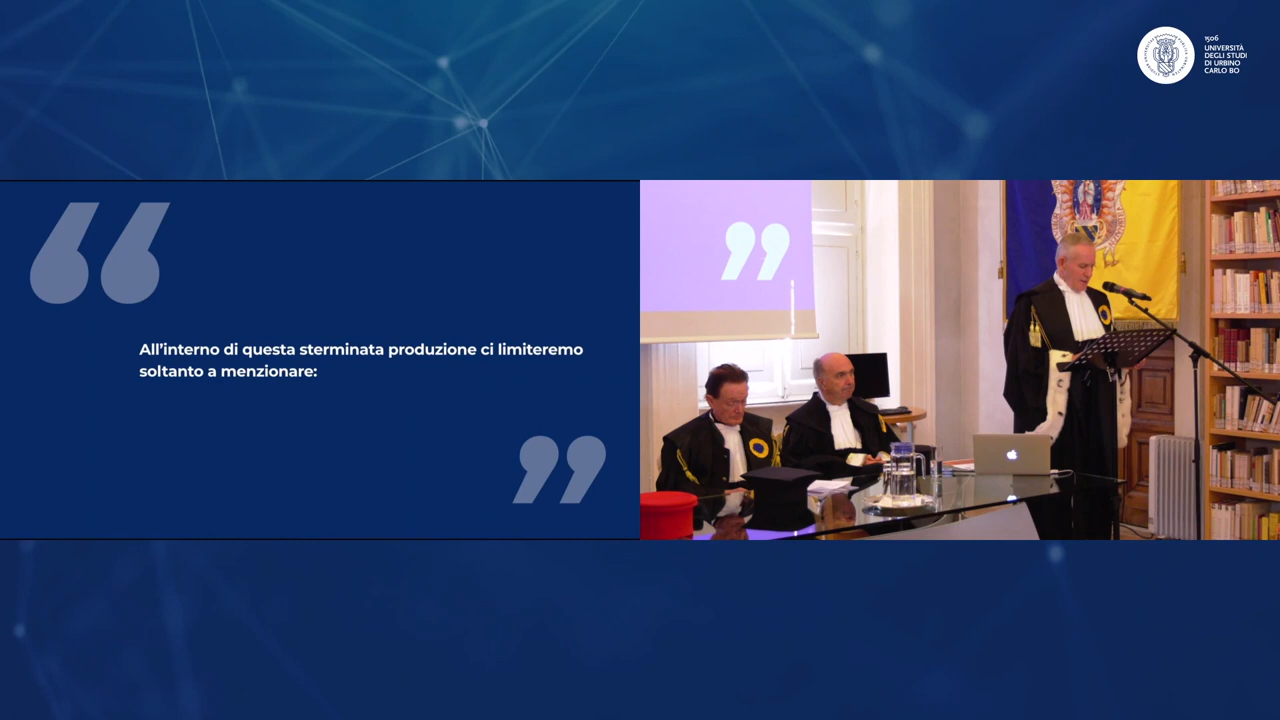 1506
UNIVERSITÀ
DEGLI STUDI
DI URBINO
CARLO BO
“
All’interno di questa sterminata produzione ci limiteremo
soltanto a menzionare:
”
”